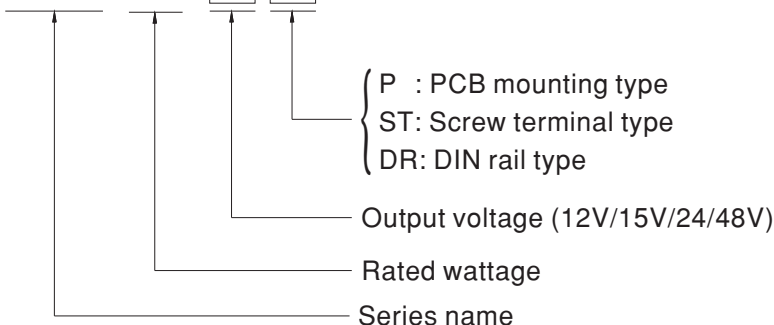 P : PCB mounting type
ST: Screw terminal type
DR: DIN rail type
Output voltage (12V/15V/24/48V)
Rated wattage
Series name